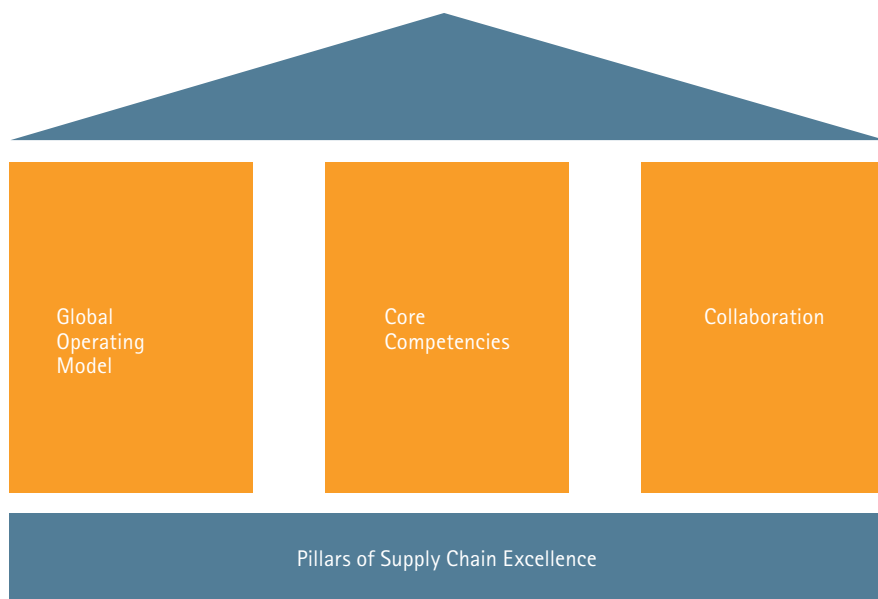 Global
Operating
Model
Core
Competencies
Collaboration
Pillars of Supply Chain Excellence